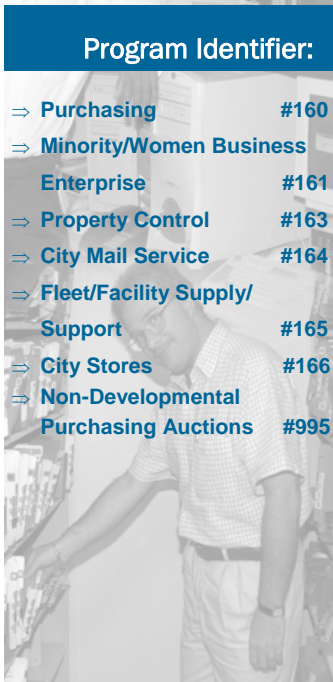 Program Identifier:
⇒ Purchasing #160
⇒ Minority/Women Business
Enterprise #161
⇒ Property Control #163
⇒ City Mail Service #164
⇒ Fleet/Facility Supply/
Support #165
⇒ City Stores #166
⇒ Non-Developmental
Purchasing Auctions #995